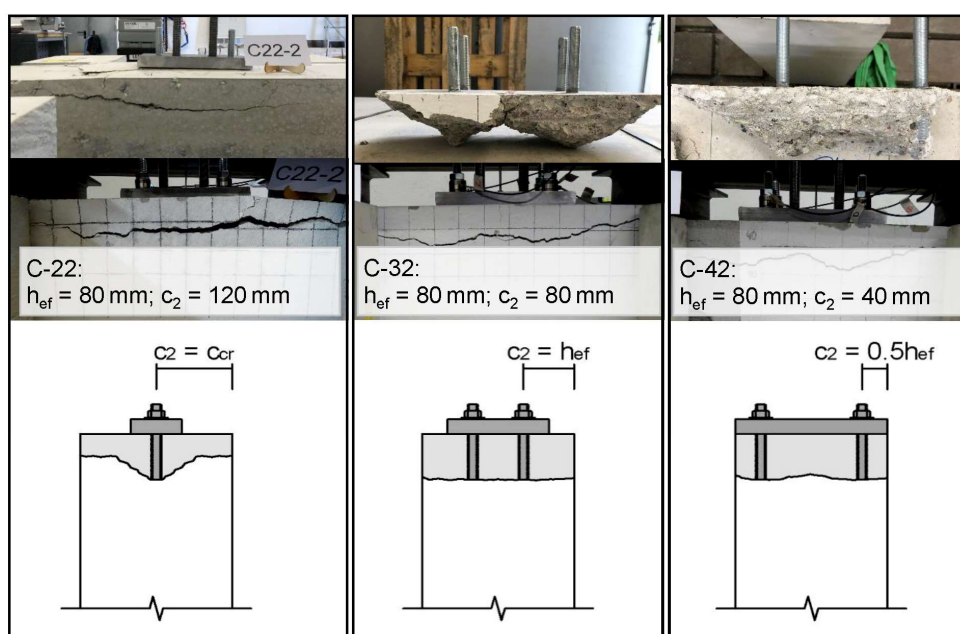 C22-2
C22-2
C-22:
h_ef = 80 mm; c_2 = 120 mm
C-32:
h_ef = 80 mm; c_2 = 80 mm
C-42:
h_ef = 80 mm; c_2 = 40 mm
c2 = ccr
c2 = hef
c2 = 0.5hef